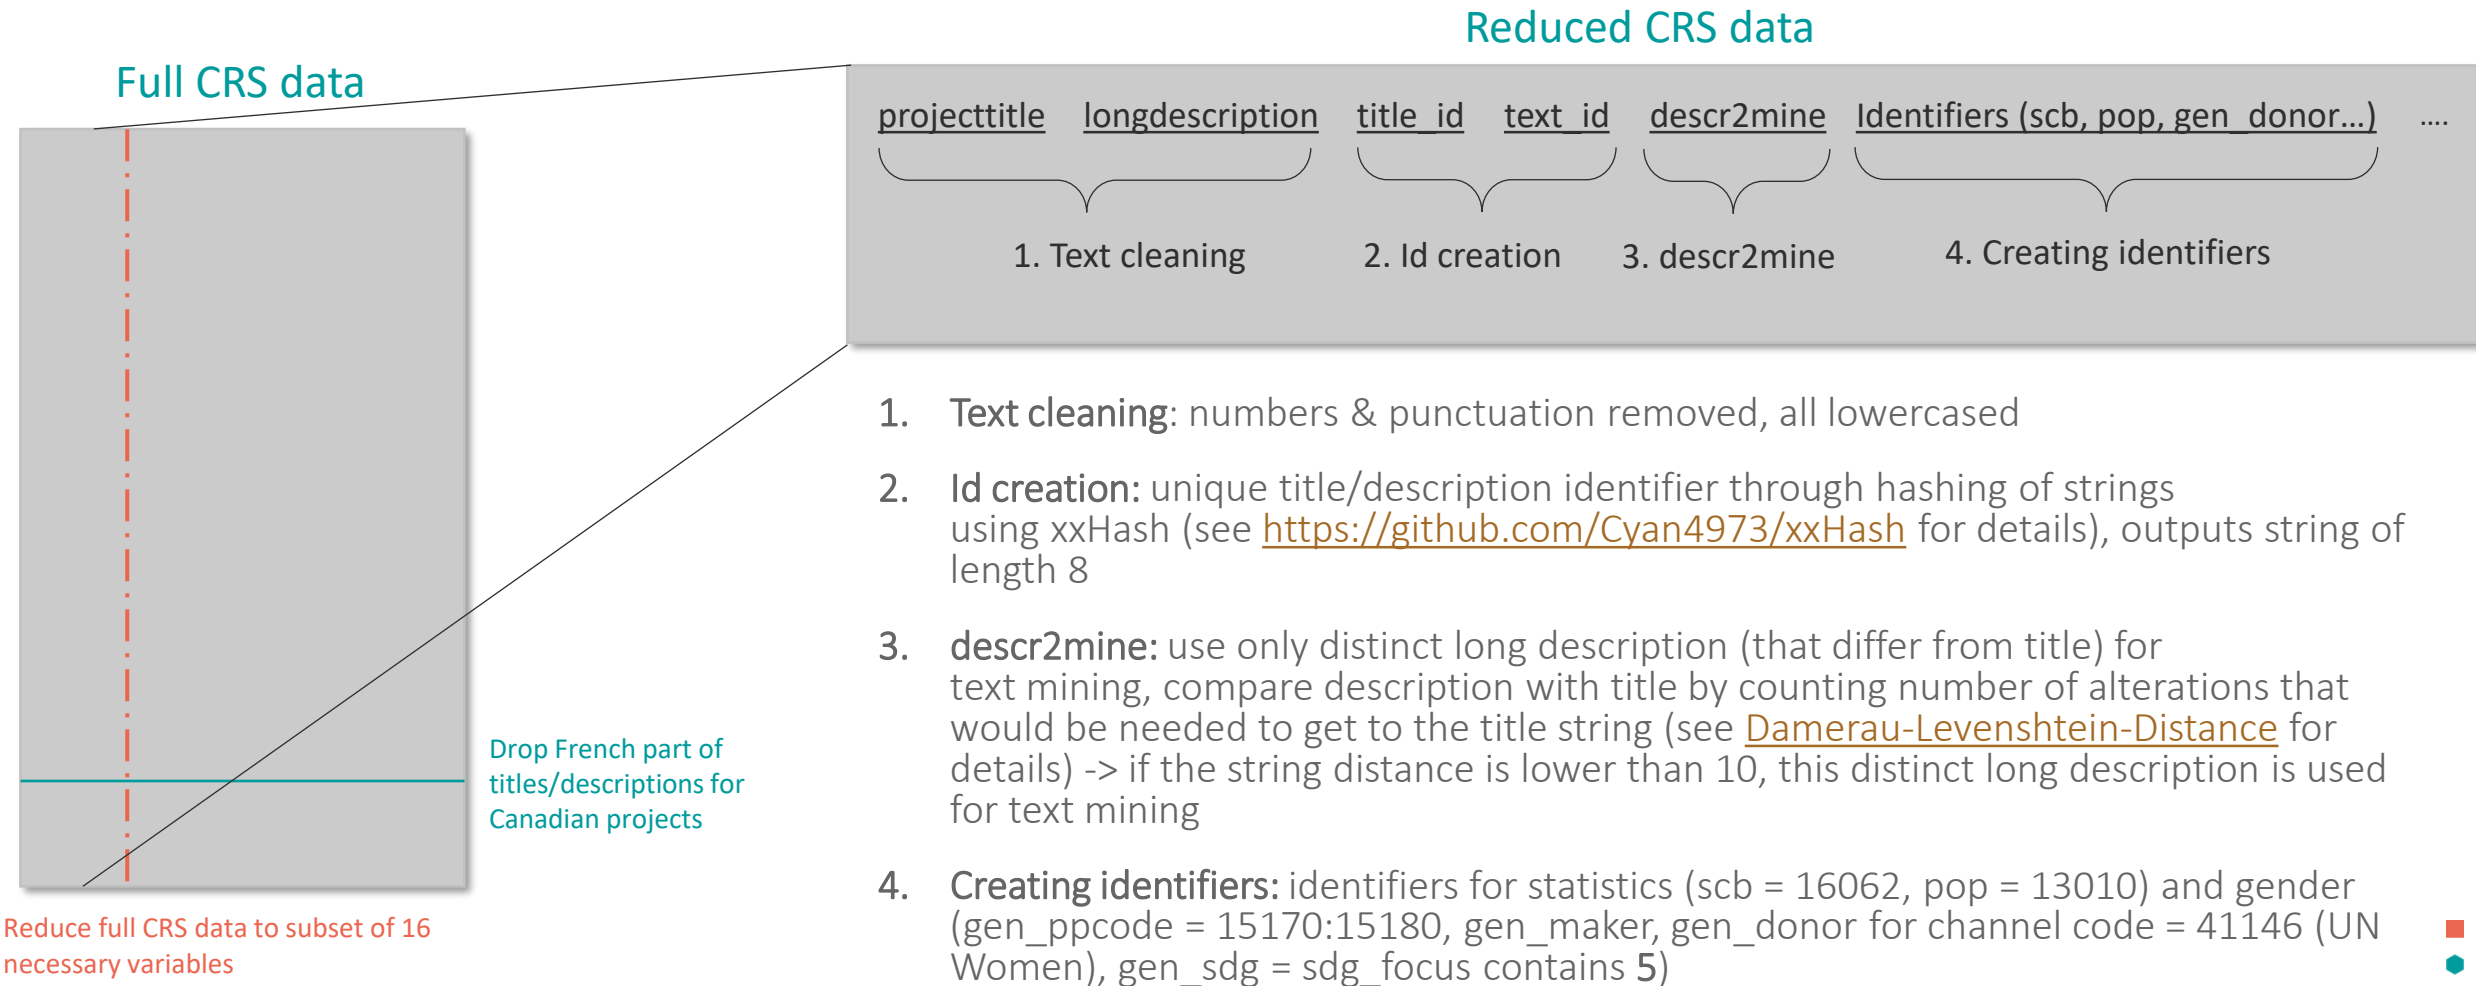 Reduced CRS data
Full CRS data
projecttitle longdescription title_id text_id descr2mine Identifiers (scb, pop, gen_donor...) ....
1. Text cleaning 2. Id creation 3. descr2mine 4. Creating identifiers
1. Text cleaning: numbers & punctuation removed, all lowercased
2. Id creation: unique title/description identifier through hashing of strings
using xxHash (see https://github.com/Cyan4973/xxHash for details), outputs string of
length 8
3. descr2mine: use only distinct long description (that differ from title) for
text mining, compare description with title by counting number of alterations that
would be needed to get to the title string (see Damerau-Levenshtein-Distance for
details) -> if the string distance is lower than 10, this distinct long description is used
for text mining
4. Creating identifiers: identifiers for statistics (scb = 16062, pop = 13010) and gender
(gen_ppcode = 15170:15180, gen_maker, gen_donor for channel code = 41146 (UN
Women), gen_sdg = sdg_focus contains 5)
Drop French part of
titles/descriptions for
Canadian projects
Reduce full CRS data to subset of 16
necessary variables